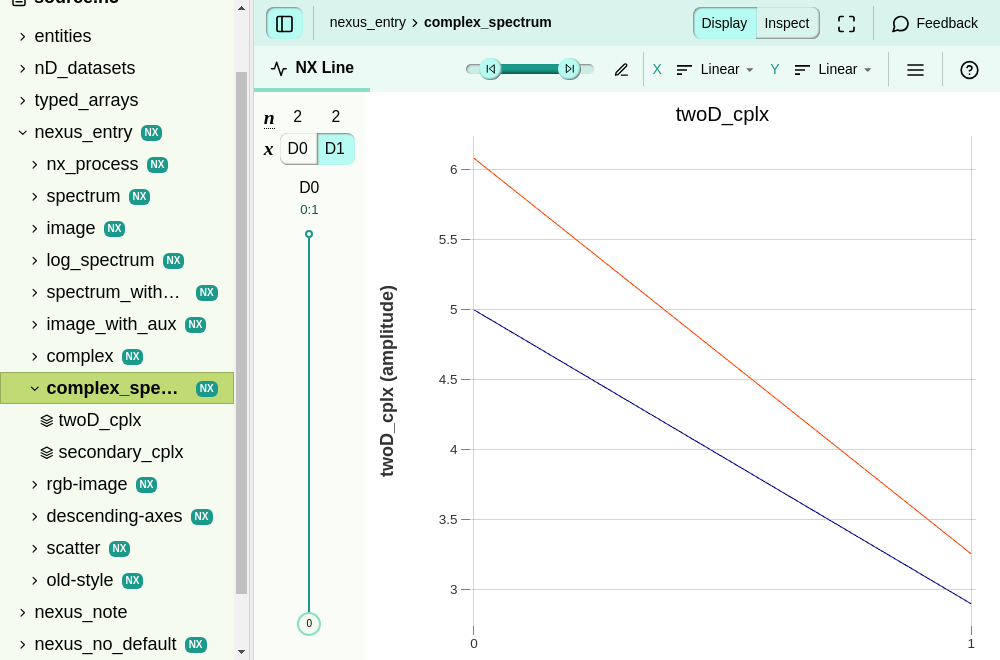 source.h5
entities
nD_datasets
typed_arrays
nexus_entry NX
nx_process NX
spectrum NX
image NX
log_spectrum NX
spectrum_with… NX
image_with_aux NX
complex NX
complex_spe… NX
twoD_cplx
secondary_cplx
rgb-image NX
descending-axes NX
scatter NX
old-style NX
nexus_note
nexus_no_default NX
nexus_entry › complex_spectrum
Display Inspect
Feedback
NX Line
X Linear
Y Linear
n 2 2
x D0 D1
D0
0:1
0
twoD_cplx
twoD_cplx (amplitude)
6
5.5
5
4.5
4
3.5
3
0 1